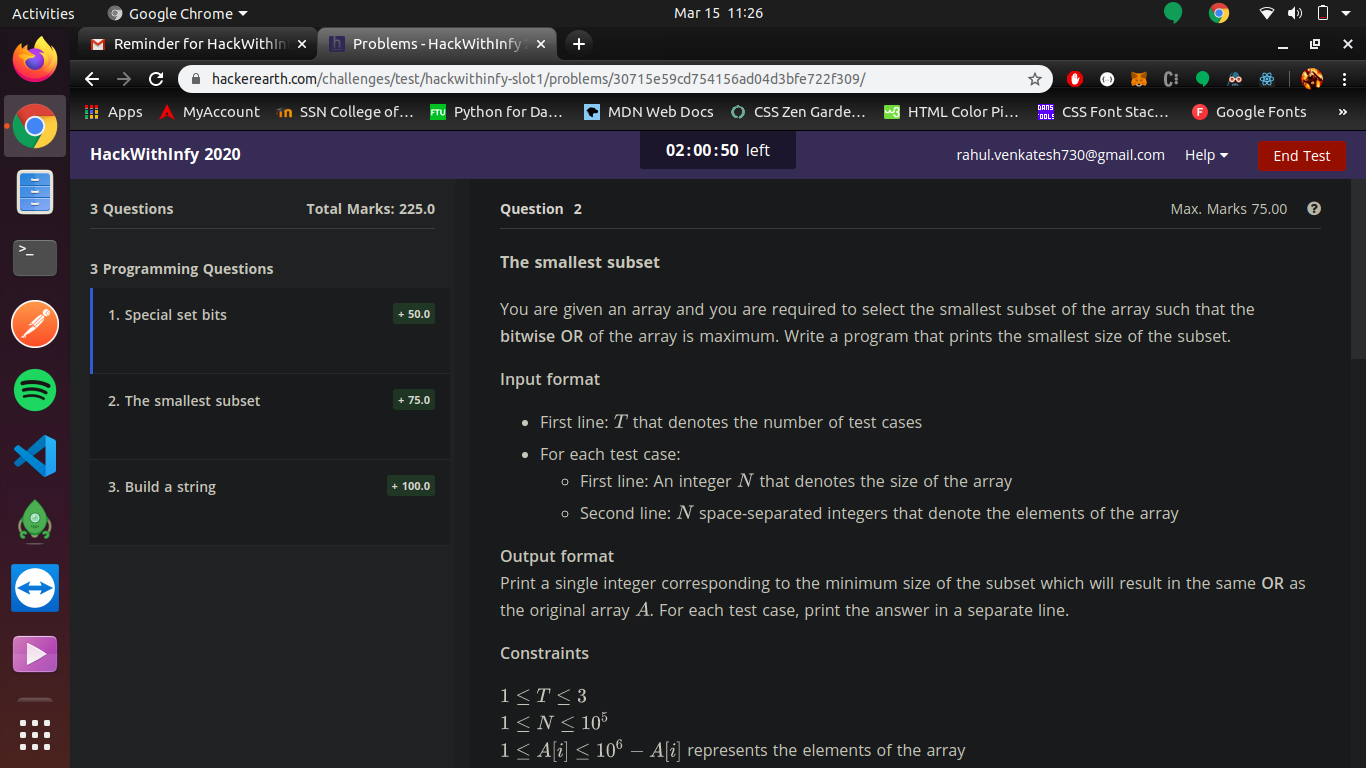 Activities
Google Chrome
Mar 15 11:26
Reminder for HackWithIn
Problems - HackWithInfy
hackerearth.com/challenges/test/hackwithinfy-slot1/problems/30715e59cd754156ad04d3bfe722f309/
Apps
MyAccount
SSN College of...
FTU
Python for Da...
MDN Web Docs
CSS Zen Garde...
HTML Color Pi...
CSS Font Stac...
Google Fonts
»
HackWithInfy 2020
02:00:50 left
rahul.venkatesh730@gmail.com
Help
End Test
3 Questions
Total Marks: 225.0
3 Programming Questions
1. Special set bits
+ 50.0
2. The smallest subset
+ 75.0
3. Build a string
+ 100.0
Question 2
Max. Marks 75.00
The smallest subset
You are given an array and you are required to select the smallest subset of the array such that the
bitwise OR of the array is maximum. Write a program that prints the smallest size of the subset.
Input format
• First line: T that denotes the number of test cases
• For each test case:
◦ First line: An integer N that denotes the size of the array
◦ Second line: N space-separated integers that denote the elements of the array
Output format
Print a single integer corresponding to the minimum size of the subset which will result in the same OR as
the original array A. For each test case, print the answer in a separate line.
Constraints
1 ≤ T ≤ 3
1 ≤ N ≤ 10⁵
1 ≤ A[i] ≤ 10⁶ − A[i] represents the elements of the array